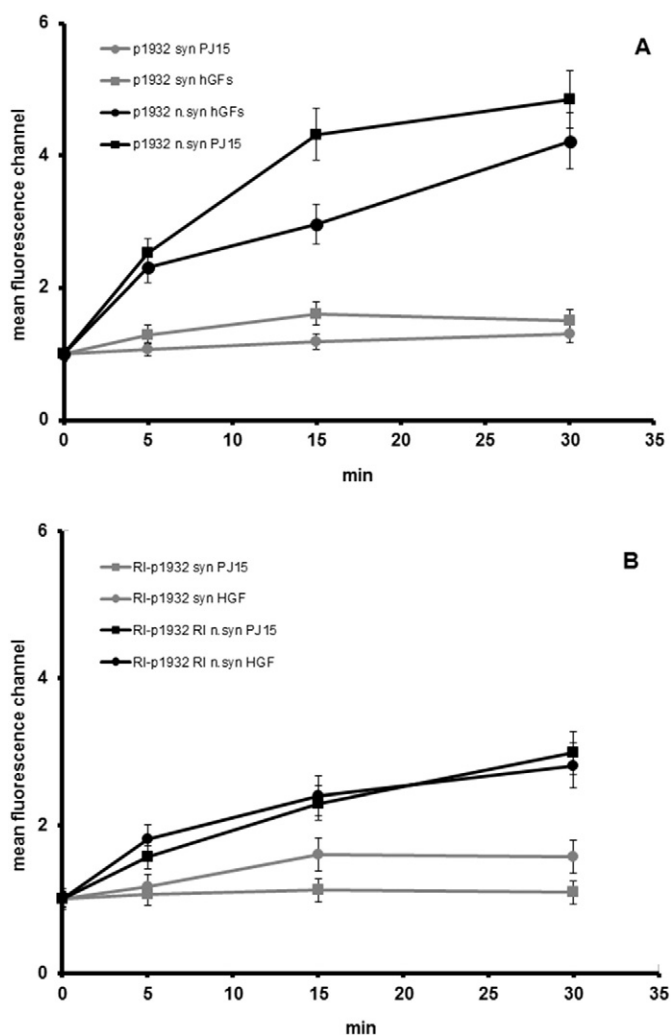 A
6
p1932 syn PJ15
p1932 syn hGFs
p1932 n.syn hGFs
p1932 n.syn PJ15
mean fluorescence channel
4
2
0
0 5 10 15 20 25 30 35
min
B
6
RI-p1932 syn PJ15
RI-p1932 syn HGF
RI-p1932 RI n.syn PJ15
RI-p1932 RI n.syn HGF
mean fluorescence channel
4
2
0
0 5 10 15 20 25 30 35
min